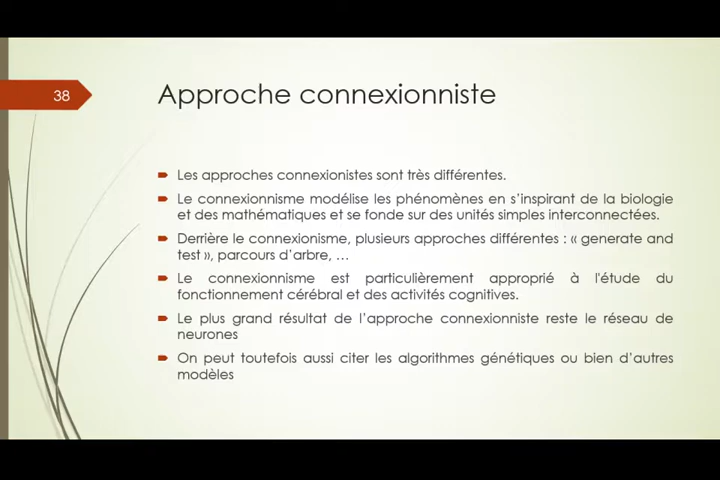 38
Approche connexionniste
Les approches connexionistes sont très différentes.
Le connexionnisme modélise les phénomènes en s'inspirant de la biologie
et des mathématiques et se fonde sur des unités simples interconnectées.
Derrière le connexionisme, plusieurs approches différentes : « generate and
test », parcours d'arbre, …
Le connexionnisme est particulièrement approprié à l'étude du
fonctionnement cérébral et des activités cognitives.
Le plus grand résultat de l'approche connexionniste reste le réseau de
neurones
On peut toutefois aussi citer les algorithmes génétiques ou bien d'autres
modèles